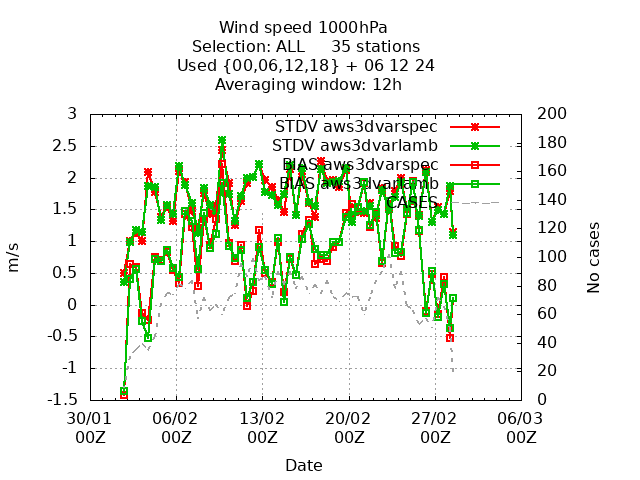 Wind speed 1000hPa
Selection: ALL 35 stations
Used {00,06,12,18} + 06 12 24
Averaging window: 12h
3
2.5
2
1.5
1
0.5
0
-0.5
-1
-1.5
m/s
STDV aws3dvarspec
STDV aws3dvarlamb
BIAS aws3dvarspec
BIAS aws3dvarlamb
CASES
200
180
160
140
120
100
80
60
40
20
0
No cases
30/01 06/02 13/02 20/02 27/02 06/03
00Z 00Z 00Z 00Z 00Z 00Z
Date